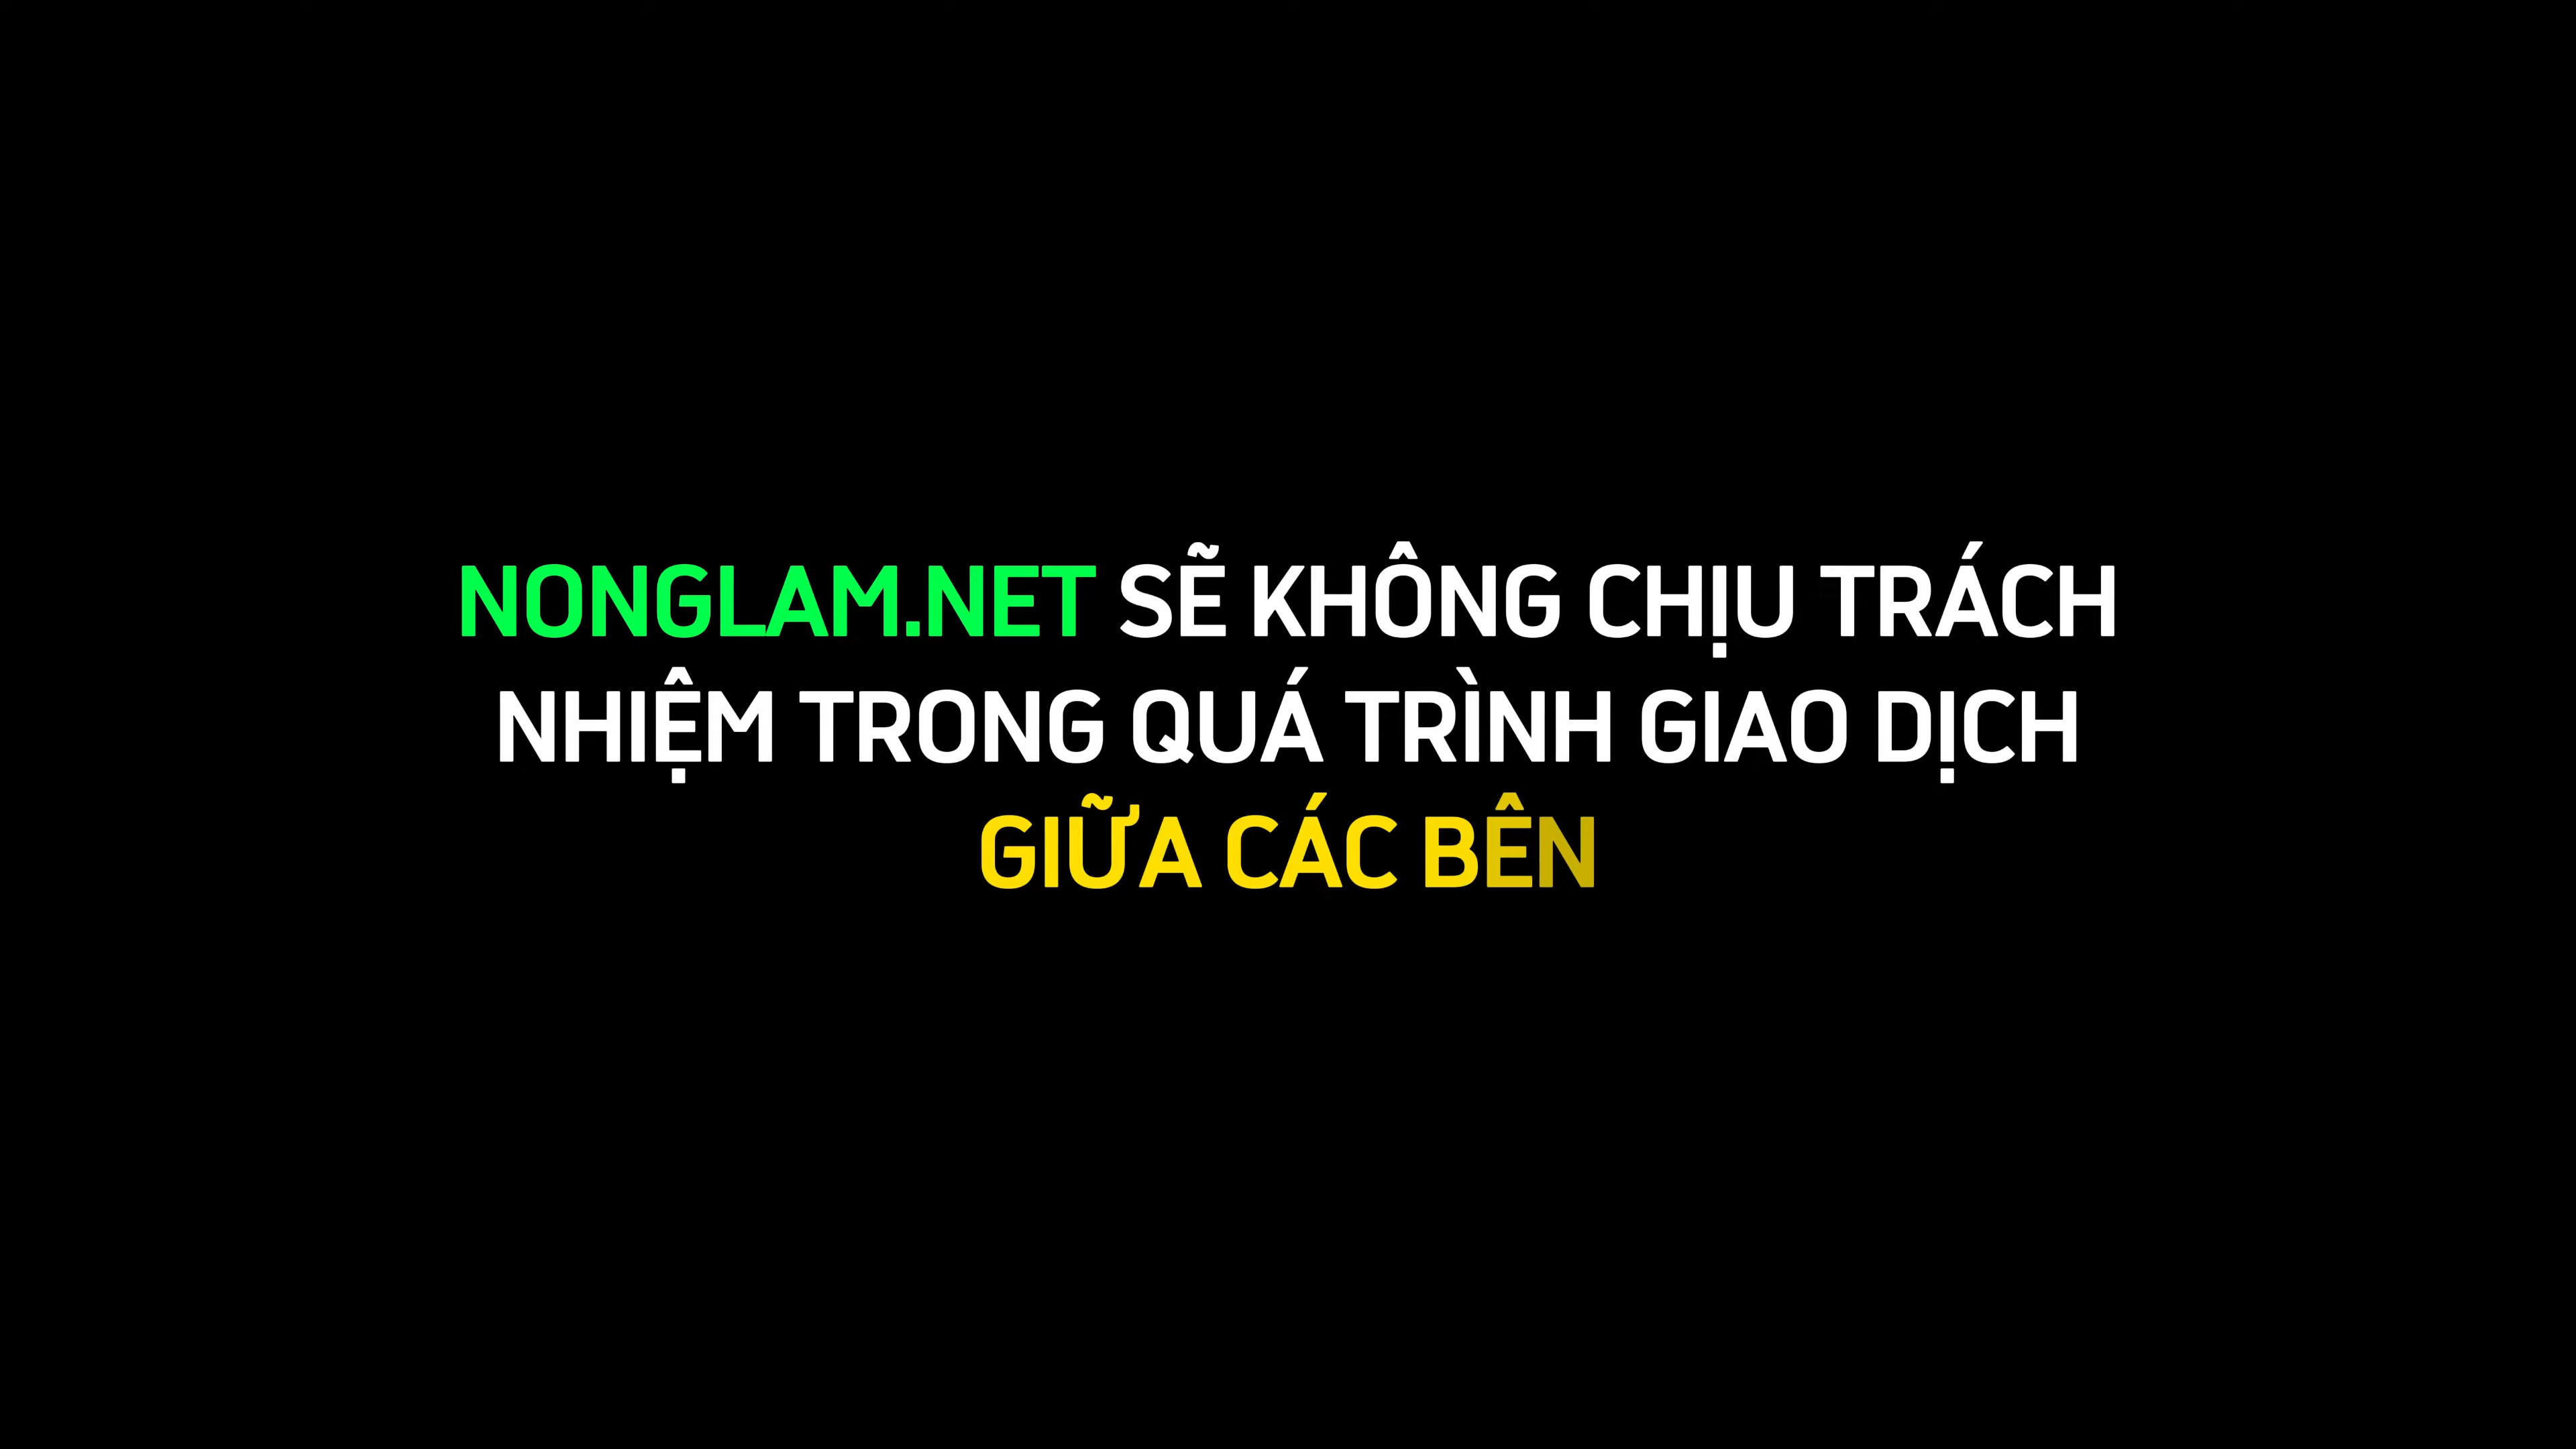 NONGLAM.NET SẼ KHÔNG CHỊU TRÁCH
NHIỆM TRONG QUÁ TRÌNH GIAO DỊCH
GIỮA CÁC BÊN